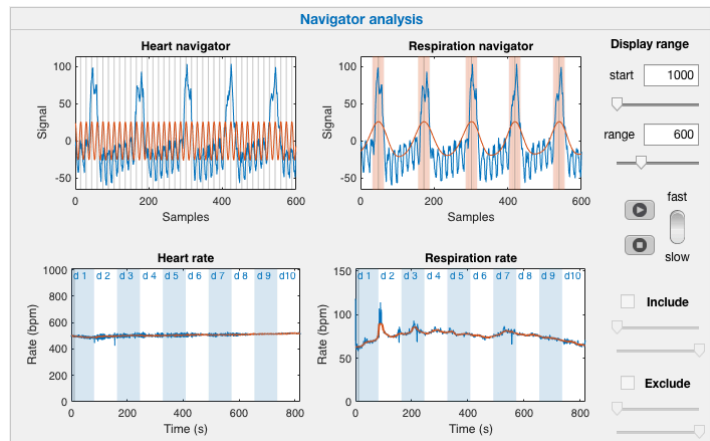 Navigator analysis
Heart navigator
Signal
100
50
0
-50
0
200
400
600
Samples
Respiration navigator
Signal
100
50
0
-50
0
200
400
600
Samples
Display range
start 1000
range 600
fast
slow
Heart rate
Rate (bpm)
1000
800
600
400
200
0
d 1 d 2 d 3 d 4 d 5 d 6 d 7 d 8 d 9 d10
0
200
400
600
800
Time (s)
Respiration rate
Rate (bpm)
150
100
50
0
d 1 d 2 d 3 d 4 d 5 d 6 d 7 d 8 d 9 d10
0
200
400
600
800
Time (s)
Include
Exclude